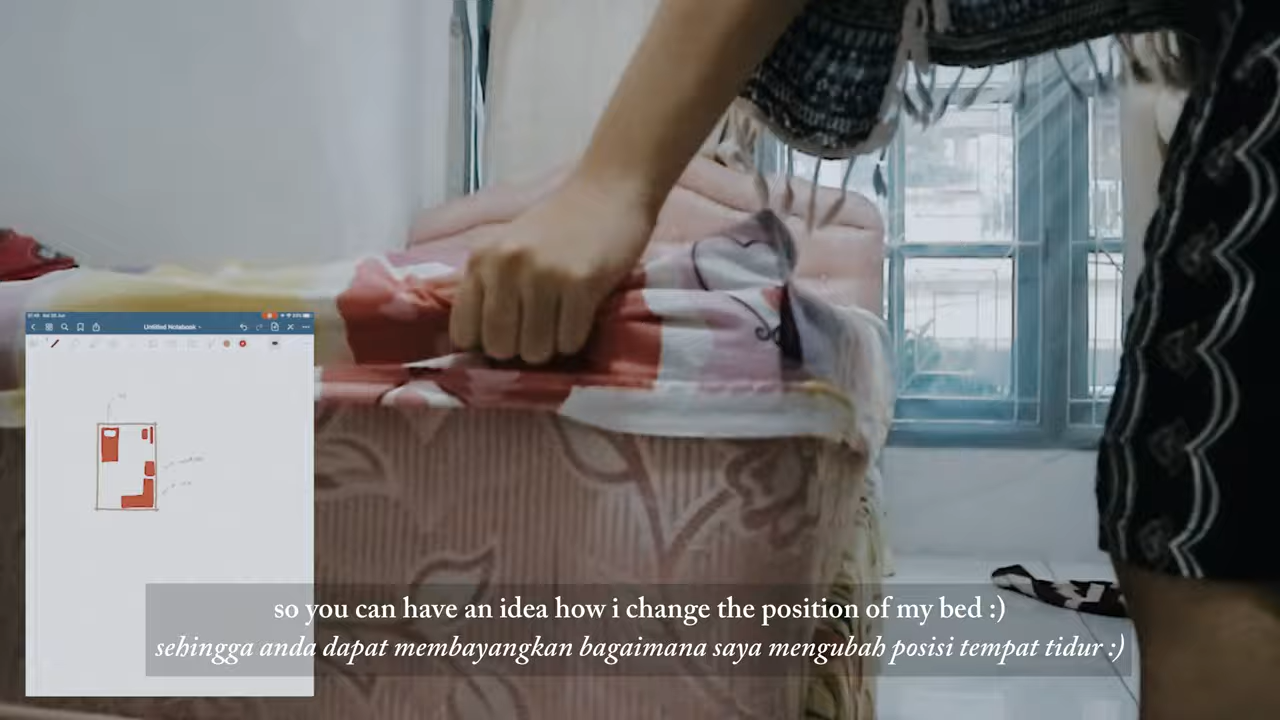 Untitled Notebook
so you can have an idea how i change the position of my bed :)
sehingga anda dapat membayangkan bagaimana saya mengubah posisi tempat tidur :)